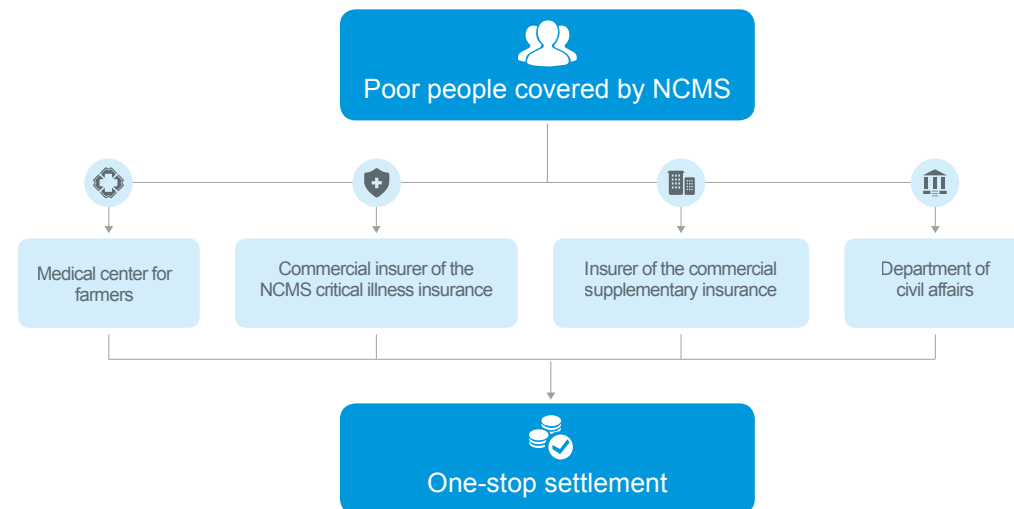 Poor people covered by NCMS
Medical center for
farmers
Commercial insurer of the
NCMS critical illness insurance
Insurer of the commercial
supplementary insurance
Department of
civil affairs
One-stop settlement